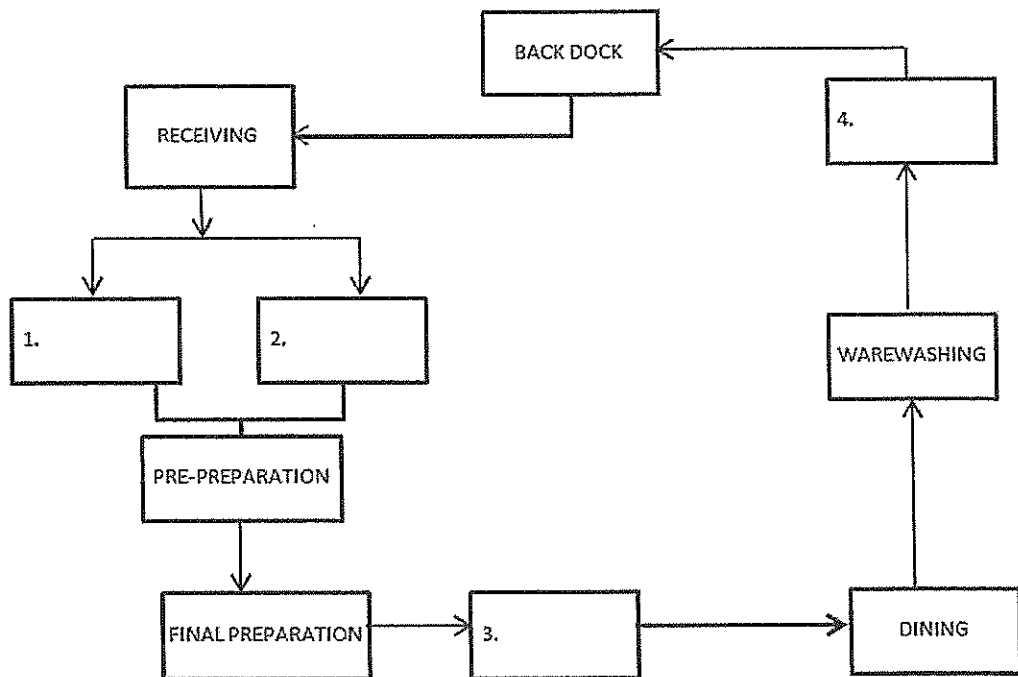 BACK DOCK
4.
RECEIVING
1.
2.
WAREWASHING
PRE-PREPARATION
FINAL PREPARATION
3.
DINING